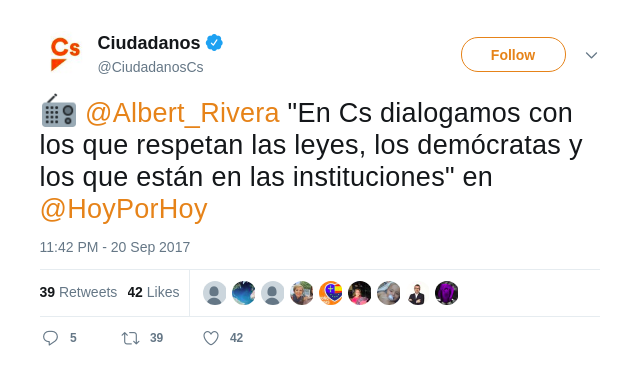 Cs
Ciudadanos
@CiudadanosCs
Follow
@Albert_Rivera "En Cs dialogamos con
los que respetan las leyes, los demócratas y
los que están en las instituciones" en
@HoyPorHoy
11:42 PM - 20 Sep 2017
39 Retweets 42 Likes
5 39 42